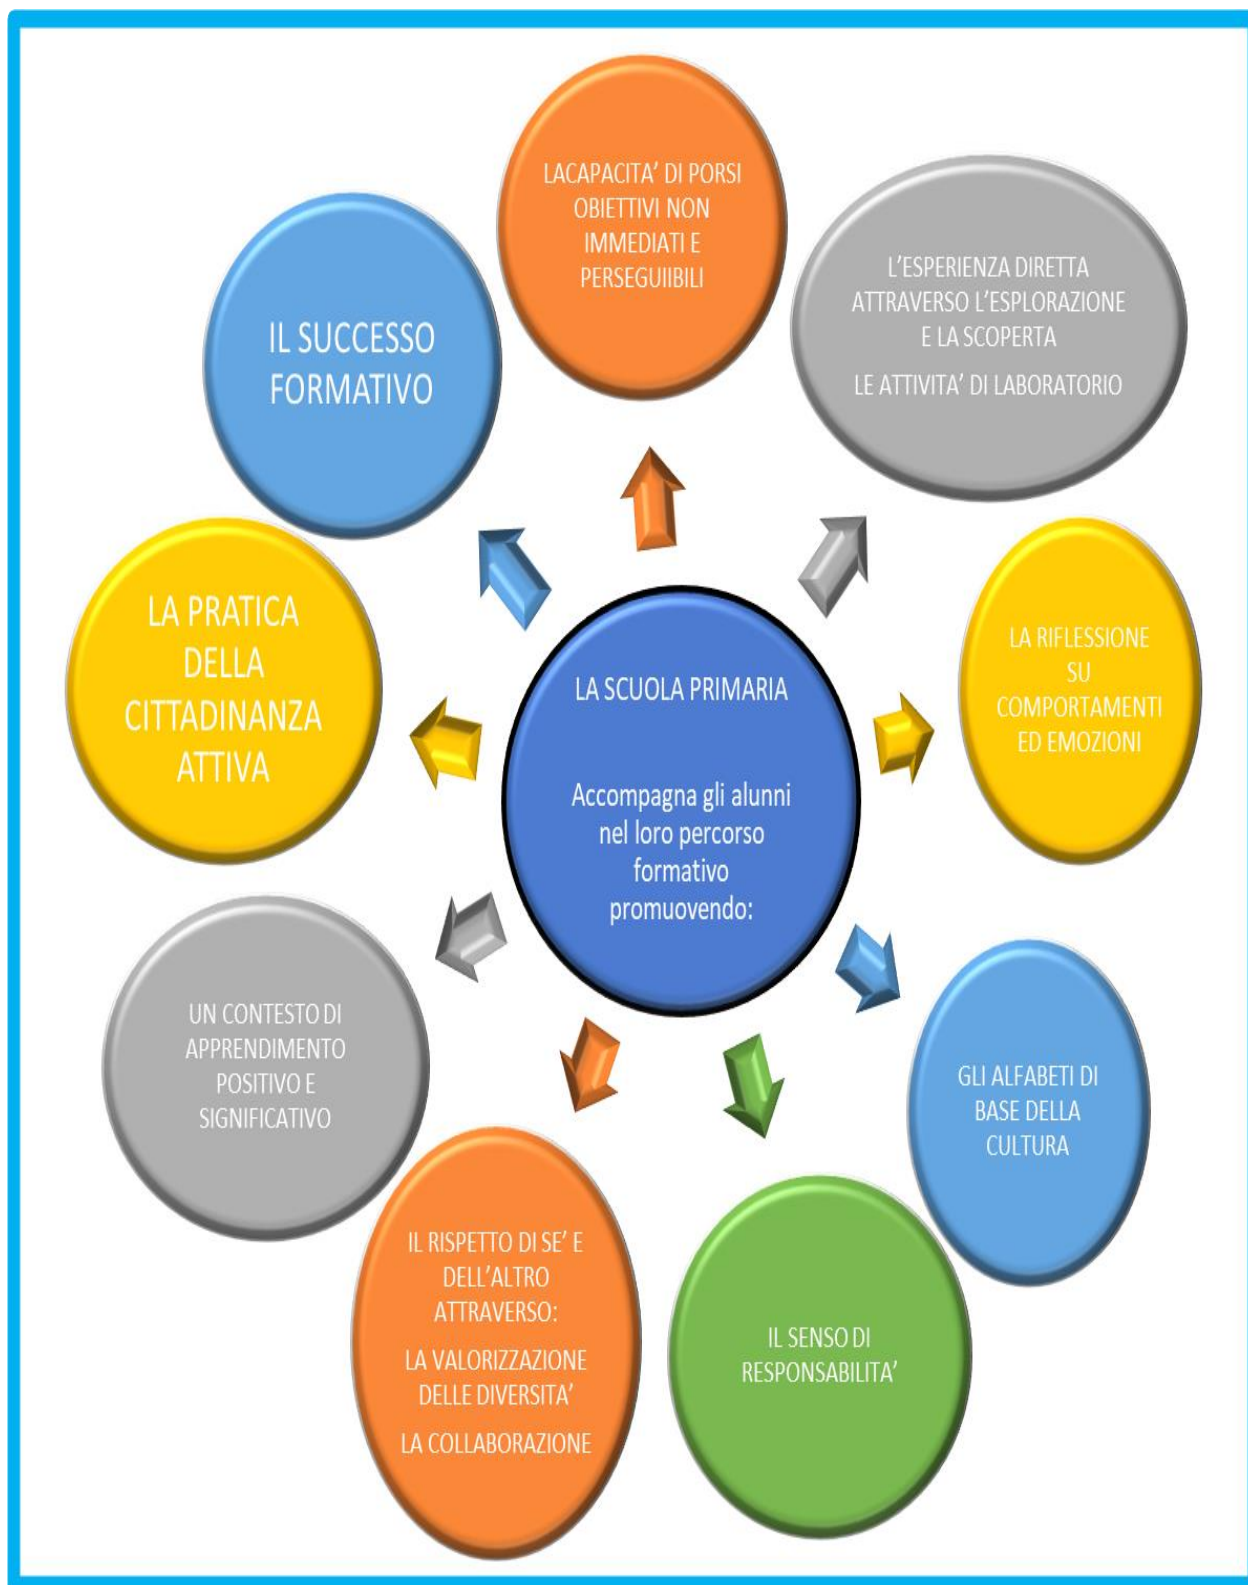 LACAPACITA’ DI PORSI
OBIETTIVI NON
IMMEDIATI E
PERSEGUIIBILI
L’ESPERIENZA DIRETTA
ATTRAVERSO L’ESPLORAZIONE
E LA SCOPERTA
LE ATTIVITA’ DI LABORATORIO
IL SUCCESSO
FORMATIVO
LA PRATICA
DELLA
CITTADINANZA
ATTIVA
LA SCUOLA PRIMARIA
Accompagna gli alunni
nel loro percorso
formativo
promuovendo:
LA RIFLESSIONE
SU
COMPORTAMENTI
ED EMOZIONI
UN CONTESTO DI
APPRENDIMENTO
POSITIVO E
SIGNIFICATIVO
GLI ALFABETI DI
BASE DELLA
CULTURA
IL RISPETTO DI SE’ E
DELL’ALTRO
ATTRAVERSO:
LA VALORIZZAZIONE
DELLE DIVERSITA’
LA COLLABORAZIONE
IL SENSO DI
RESPONSABILITA’